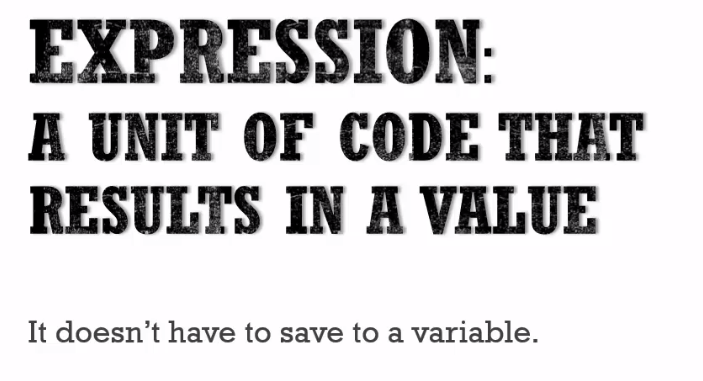 EXPRESSION:
A UNIT OF CODE THAT
RESULTS IN A VALUE
It doesn't have to save to a variable.